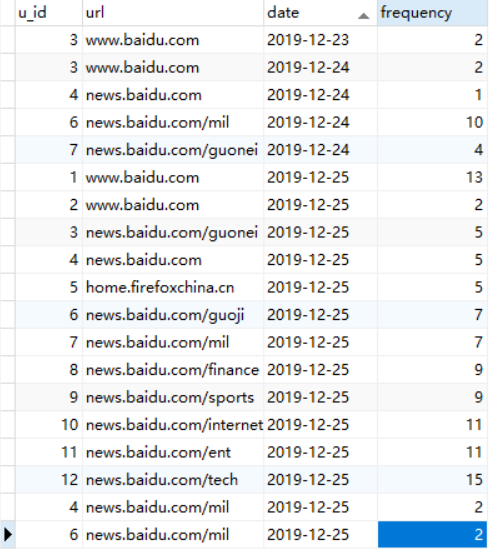 u_id url date frequency
3 www.baidu.com 2019-12-23 2
3 www.baidu.com 2019-12-24 2
4 news.baidu.com 2019-12-24 1
6 news.baidu.com/mil 2019-12-24 10
7 news.baidu.com/guonei 2019-12-24 4
1 www.baidu.com 2019-12-25 13
2 www.baidu.com 2019-12-25 2
3 news.baidu.com/guonei 2019-12-25 5
4 news.baidu.com 2019-12-25 5
5 home.firefoxchina.cn 2019-12-25 5
6 news.baidu.com/guoji 2019-12-25 7
7 news.baidu.com/mil 2019-12-25 7
8 news.baidu.com/finance 2019-12-25 9
9 news.baidu.com/sports 2019-12-25 9
10 news.baidu.com/internet 2019-12-25 11
11 news.baidu.com/ent 2019-12-25 11
12 news.baidu.com/tech 2019-12-25 15
4 news.baidu.com/mil 2019-12-25 2
6 news.baidu.com/mil 2019-12-25 2